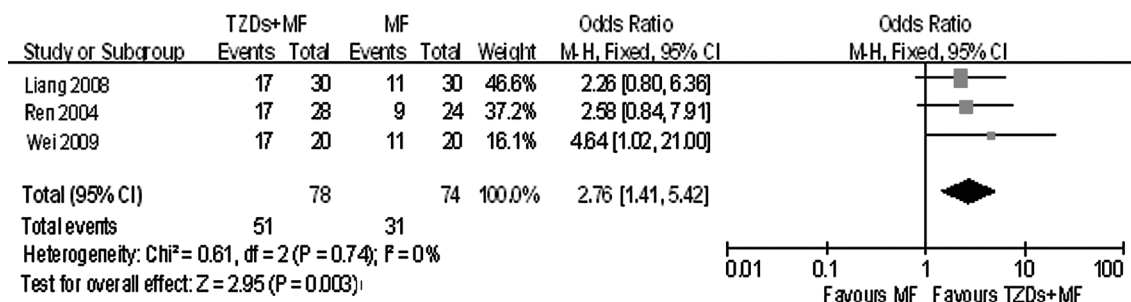 TZDs+MF MF Odds Ratio Odds Ratio
Study or Subgroup Events Total Events Total Weight M-H, Fixed, 95% CI M-H, Fixed, 95% CI
Liang 2008 17 30 11 30 46.6% 2.26 [0.80, 6.36]
Ren 2004 17 28 9 24 37.2% 2.58 [0.84, 7.91]
Wei 2009 17 20 11 20 16.1% 4.64 [1.02, 21.00]
Total (95% CI) 78 74 100.0% 2.76 [1.41, 5.42]
Total events 51 31
Heterogeneity: Chi² = 0.61, df = 2 (P = 0.74); I² = 0%
Test for overall effect: Z = 2.95 (P = 0.003)
0.01 0.1 1 10 100
Favours MF Favours TZDs+MF